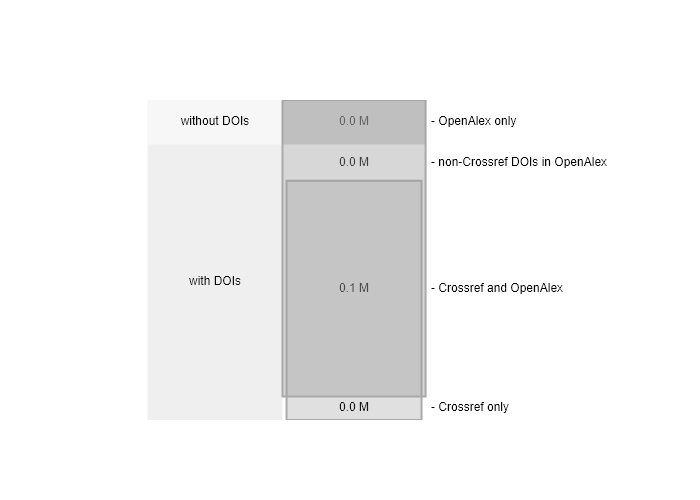 without DOIs 0.0 M - OpenAlex only
0.0 M - non-Crossref DOIs in OpenAlex
with DOIs 0.1 M - Crossref and OpenAlex
0.0 M - Crossref only